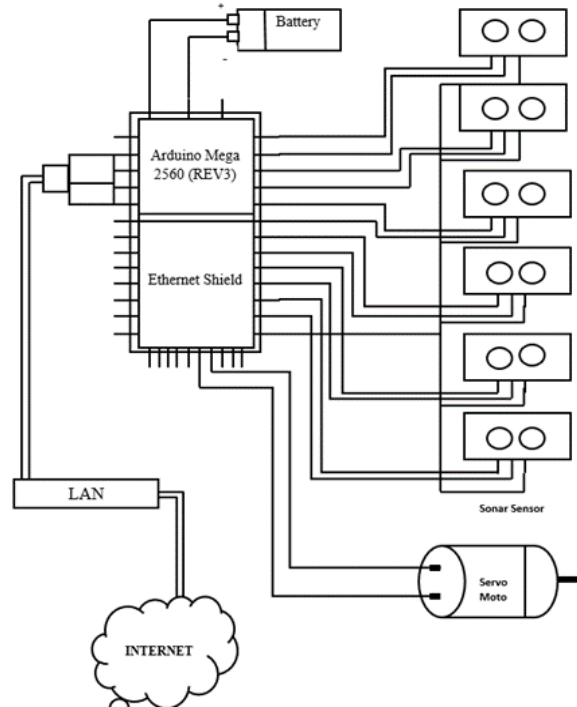 +
Battery
-
Arduino Mega
2560 (REV3)
Ethernet Shield
LAN
Sonar Sensor
Servo
Moto
INTERNET